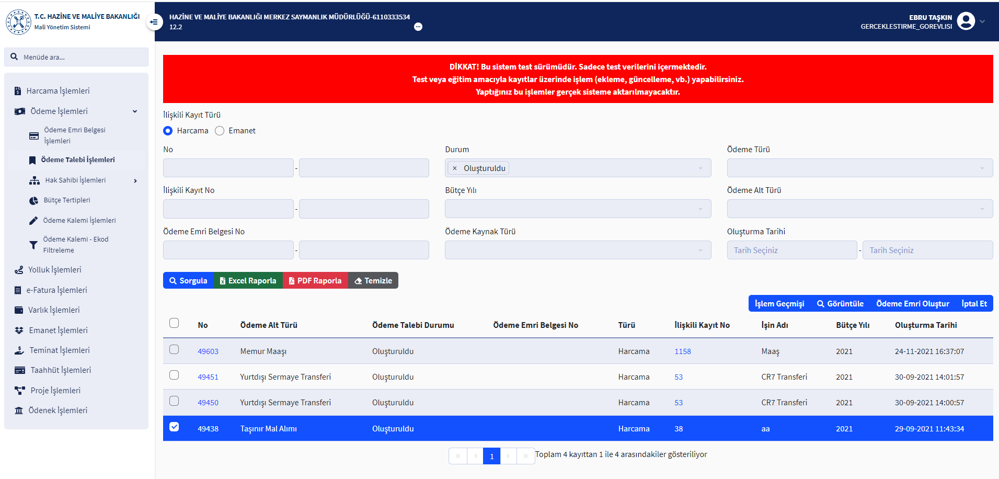 T.C. HAZİNE VE MALİYE BAKANLIĞI
Mali Yönetim Sistemi
HAZİNE VE MALİYE BAKANLIĞI MERKEZ SAYMANLIK MÜDÜRLÜĞÜ-6110333534
12.2
EBRU TAŞKIN
GERCEKLESTIRME_GOREVLISI
Menüde ara...
Harcama İşlemleri
Ödeme İşlemleri
Ödeme Emri Belgesi
İşlemleri
Ödeme Talebi İşlemleri
Hak Sahibi İşlemleri
Bütçe Tertipleri
Ödeme Kalemi İşlemleri
Ödeme Kalemi - Ekod
Filtreleme
Yolluk İşlemleri
e-Fatura İşlemleri
Varlık İşlemleri
Emanet İşlemleri
Teminat İşlemleri
Taahhüt İşlemleri
Proje İşlemleri
Ödenek İşlemleri
DİKKAT! Bu sistem test sürümüdür. Sadece test verilerini içermektedir.
Test veya eğitim amacıyla kayıtlar üzerinde işlem (ekleme, güncelleme, vb.) yapabilirsiniz.
Yaptığınız bu işlemler gerçek sisteme aktarılmayacaktır.
İlişkili Kayıt Türü
Harcama Emanet
No Durum Ödeme Türü
- × Oluşturuldu
İlişkili Kayıt No Bütçe Yılı Ödeme Alt Türü
-
Ödeme Emri Belgesi No Ödeme Kaynak Türü Oluşturma Tarihi
- Tarih Seçiniz - Tarih Seçiniz
Sorgula Excel Raporla PDF Raporla Temizle
İşlem Geçmişi Görüntüle Ödeme Emri Oluştur İptal Et
No Ödeme Alt Türü Ödeme Talebi Durumu Ödeme Emri Belgesi No Türü İlişkili Kayıt No İşin Adı Bütçe Yılı Oluşturma Tarihi
49603 Memur Maaşı Oluşturuldu Harcama 1158 Maaş 2021 24-11-2021 16:37:07
49451 Yurtdışı Sermaye Transferi Oluşturuldu Harcama 53 CR7 Transferi 2021 30-09-2021 14:01:57
49450 Yurtdışı Sermaye Transferi Oluşturuldu Harcama 53 CR7 Transferi 2021 30-09-2021 14:00:57
49438 Taşınır Mal Alımı Oluşturuldu Harcama 38 aa 2021 29-09-2021 11:43:34
1 Toplam 4 kayıttan 1 ile 4 arasındakiler gösteriliyor